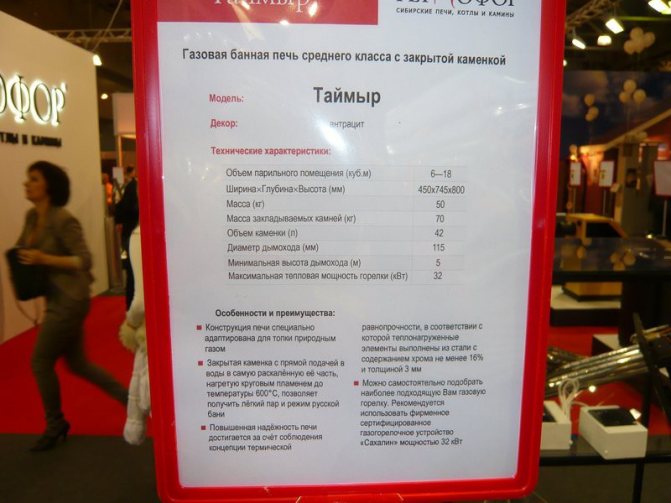 Таймыр
ТЕРМОФОР
СИБИРСКИЕ ПЕЧИ, КОТЛЫ И КАМИНЫ
Газовая банная печь среднего класса с закрытой каменкой
Модель: Таймыр
Декор: антрацит
Технические характеристики:
Объем парильного помещения (куб.м) 6—18
Ширина×Глубина×Высота (мм) 450x745x800
Масса (кг) 50
Масса закладываемых камней (кг) 70
Объем каменки (л) 42
Диаметр дымохода (мм) 115
Минимальная высота дымохода (м) 5
Максимальная тепловая мощность горелки (кВт) 32
Особенности и преимущества:
Конструкция печи специально
адаптирована для топки природным
газом
Закрытая каменка с прямой подачей в
воды в самую раскалённую её часть,
нагретую круговым пламенем до
температуры 600°С, позволяет
получить лёгкий пар и режим русской
бани
Повышенная надёжность печи
достигается за счёт соблюдения
концепции термической
равнопрочности, в соответствии с
которой теплонагруженные
элементы выполнены из стали с
содержанием хрома не менее 16%
и толщиной 3 мм
Можно самостоятельно подобрать
наиболее подходящую Вам газовую
горелку. Рекомендуется
использовать фирменное
сертифицированное
газогорелочное устройство
«Сахалин» мощностью 32 кВт
ОФОР
ТЛЫ И КАМИНЫ